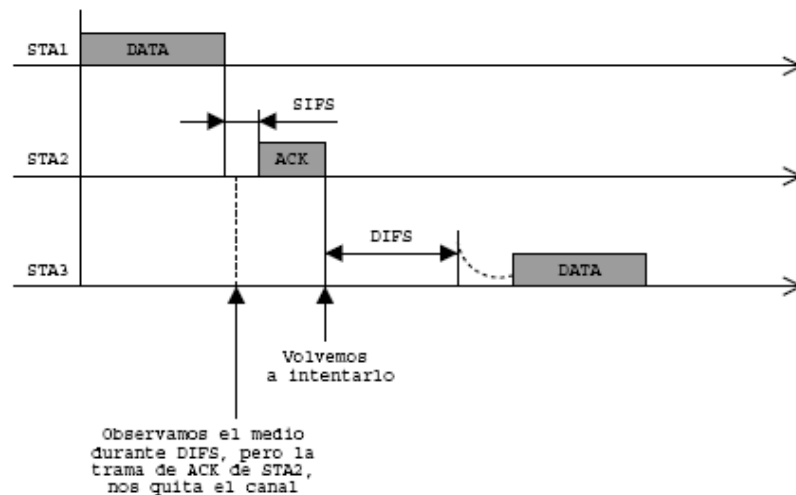 STA1
DATA
SIFS
STA2
ACK
DIFS
STA3
DATA
Volvemos
a intentarlo
Observamos el medio
durante DIFS, pero la
trama de ACK de STA2,
nos quita el canal